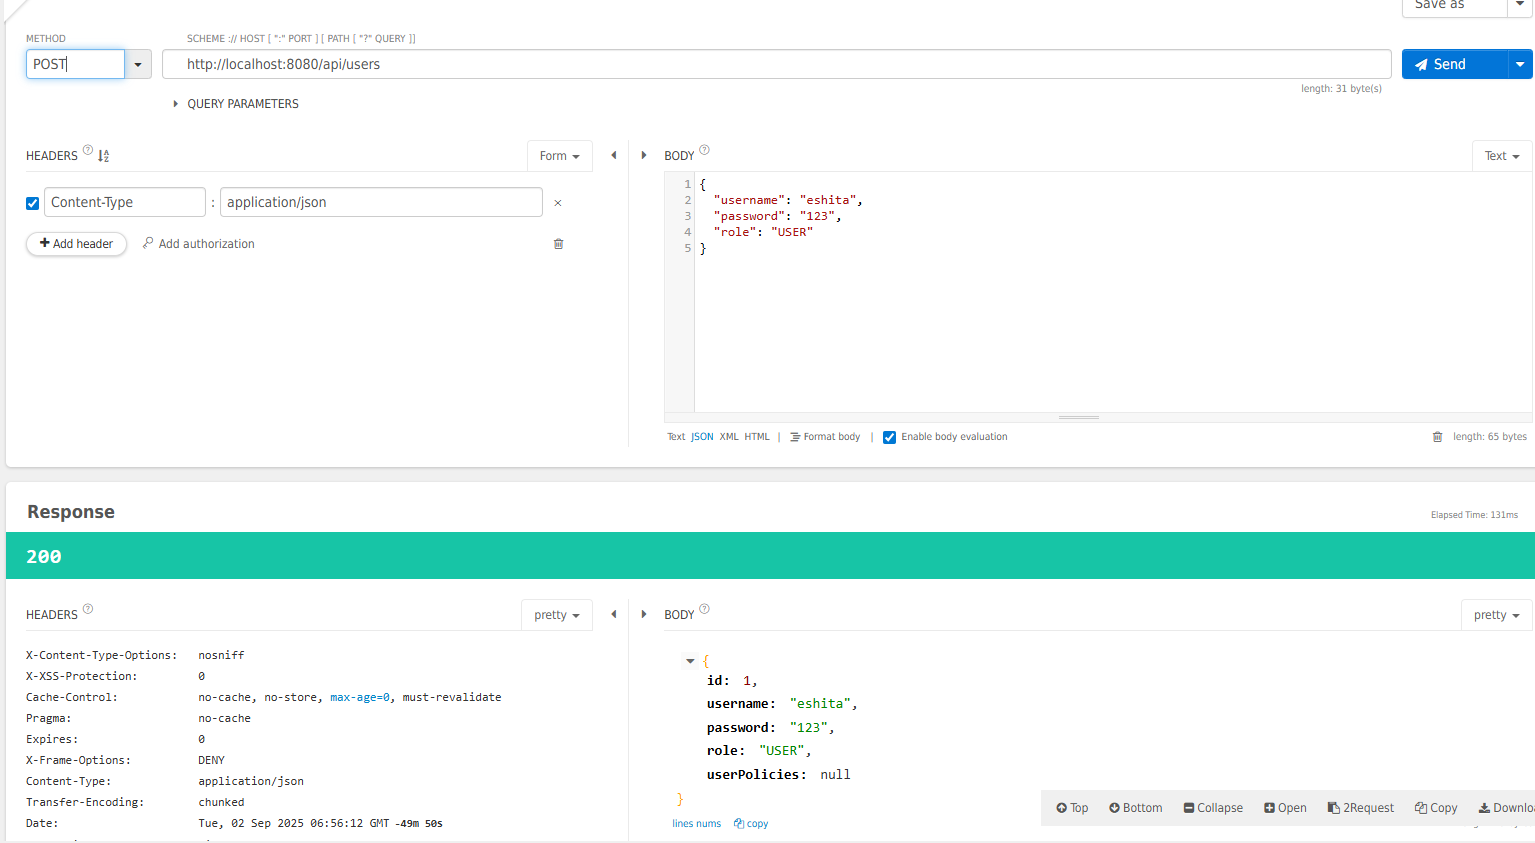 Save as
METHOD
SCHEME :// HOST [ ":" PORT ] [ PATH [ "?" QUERY ]]
POST
http://localhost:8080/api/users
Send
length: 31 byte(s)
QUERY PARAMETERS
HEADERS
Form
BODY
Text
Content-Type : application/json ×
Add header
Add authorization
1 {
2 "username": "eshita",
3 "password": "123",
4 "role": "USER"
5 }
Text JSON XML HTML | Format body | Enable body evaluation
length: 65 bytes
Response
Elapsed Time: 131ms
200
HEADERS
pretty
BODY
pretty
X-Content-Type-Options: nosniff
X-XSS-Protection: 0
Cache-Control: no-cache, no-store, max-age=0, must-revalidate
Pragma: no-cache
Expires: 0
X-Frame-Options: DENY
Content-Type: application/json
Transfer-Encoding: chunked
Date: Tue, 02 Sep 2025 06:56:12 GMT -49m 50s
{
id: 1,
username: "eshita",
password: "123",
role: "USER",
userPolicies: null
}
lines nums copy
Top Bottom Collapse Open 2Request Copy Downlo